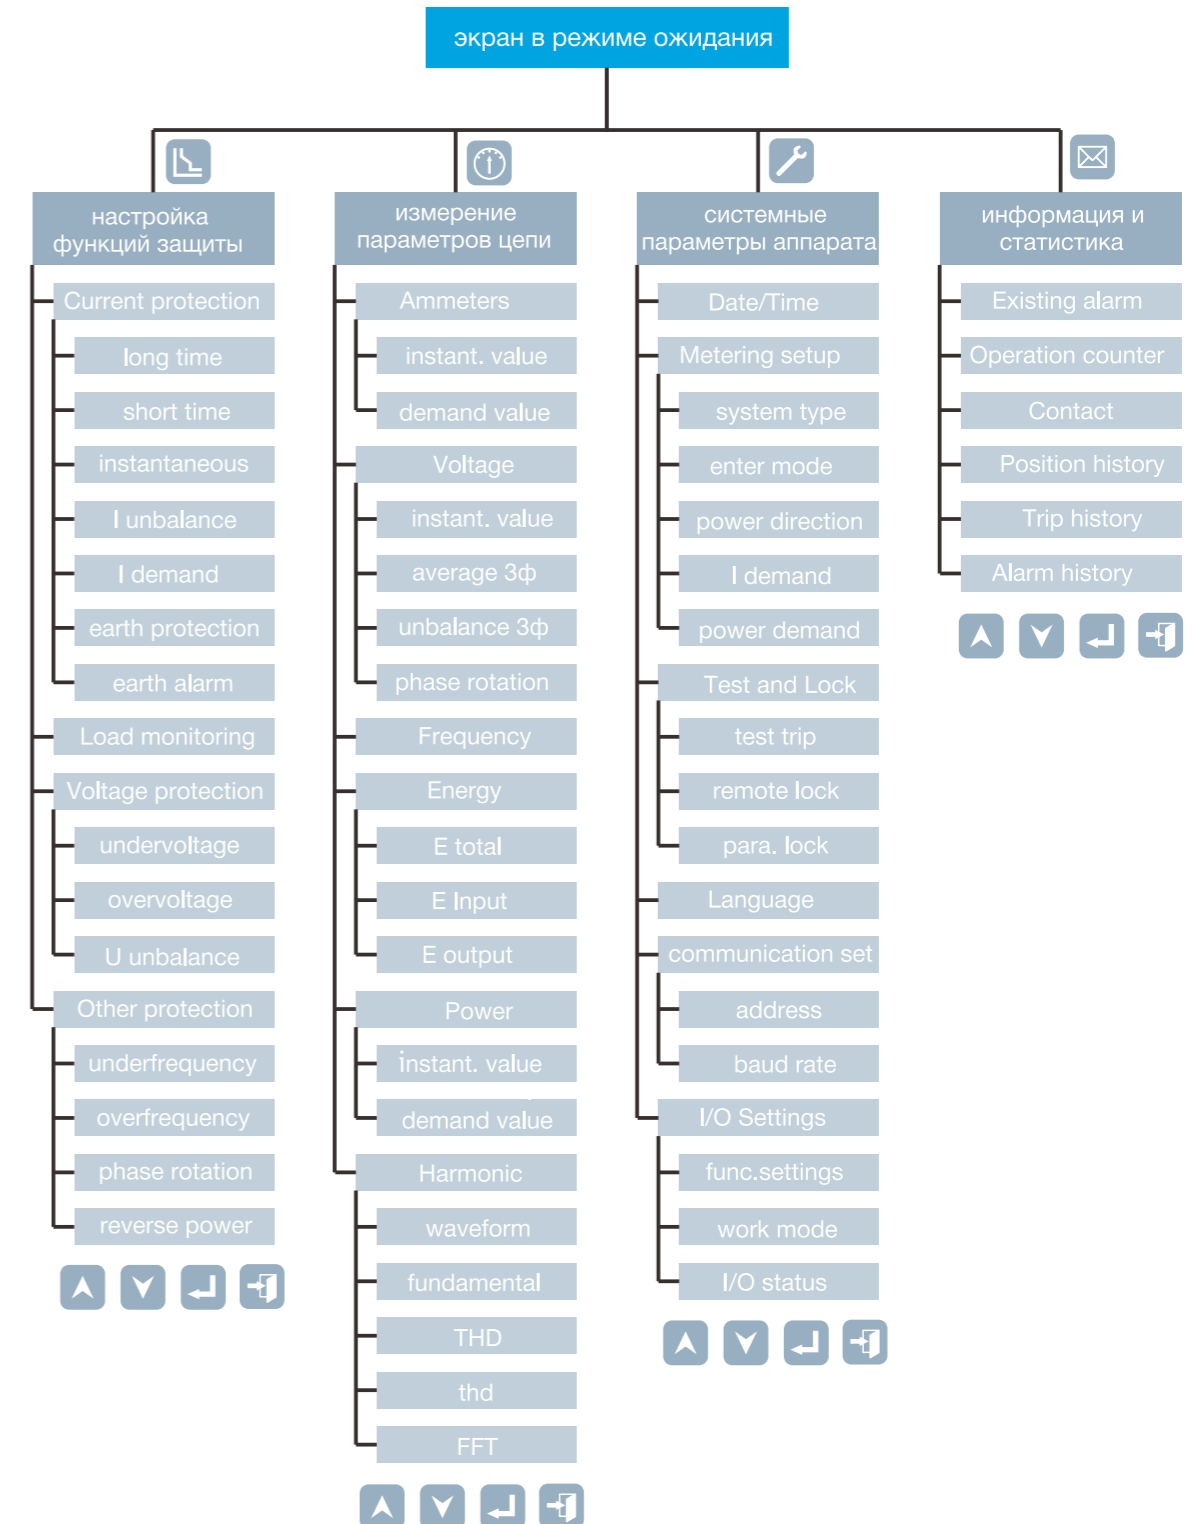 экран в режиме ожидания
настройка
функций защиты
Current protection
long time
short time
instantaneous
I unbalance
I demand
earth protection
earth alarm
Load monitoring
Voltage protection
undervoltage
overvoltage
U unbalance
Other protection
underfrequency
overfrequency
phase rotation
reverse power
измерение
параметров цепи
Ammeters
instant. value
demand value
Voltage
instant. value
average 3ф
unbalance 3ф
phase rotation
Frequency
Energy
E total
E Input
E output
Power
instant. value
demand value
Harmonic
waveform
fundamental
THD
thd
FFT
системные
параметры аппарата
Date/Time
Metering setup
system type
enter mode
power direction
I demand
power demand
Test and Lock
test trip
remote lock
para. lock
Language
communication set
address
baud rate
I/O Settings
func.settings
work mode
I/O status
информация и
статистика
Existing alarm
Operation counter
Contact
Position history
Trip history
Alarm history